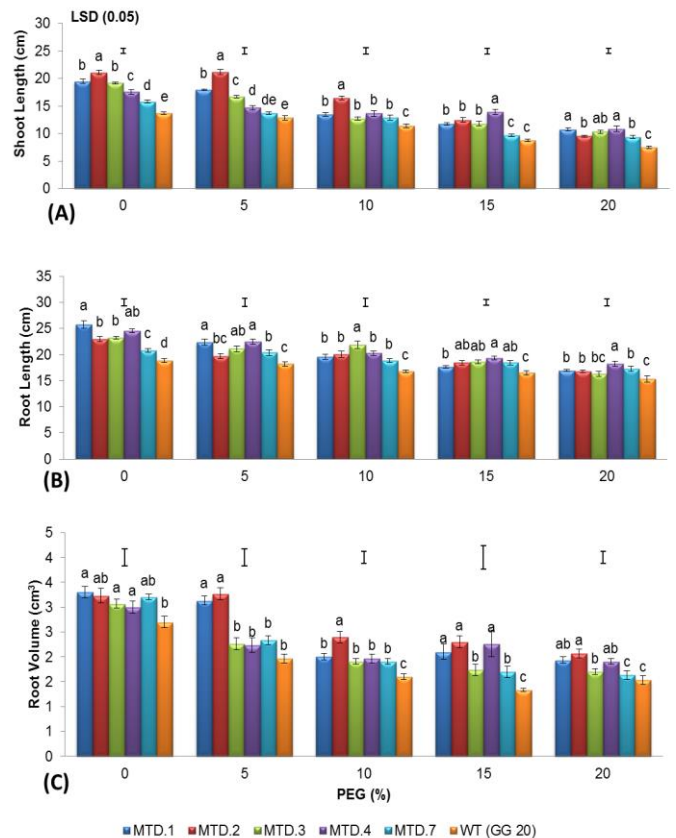 LSD (0.05)
30
25
20
15
10
5
0
Shoot Length (cm)
b a b c d e
b a c d de e
b a b b b c
b b b a c c
a b ab a b c
0 5 10 15 20
(A)
35
30
25
20
15
10
5
0
Root Length (cm)
a b b ab c d
a bc ab a b c
b b a b b c
b ab ab a ab c
b b bc a b c
0 5 10 15 20
(B)
5
4
4
3
3
2
2
1
1
0
Root Volume (cm³)
a ab a a ab b
a a b b b b
b a b b b c
a a b a b c
ab a b ab c c
0 5 10 15 20
(C)
PEG (%)
MTD.1 MTD.2 MTD.3 MTD.4 MTD.7 WT (GG 20)